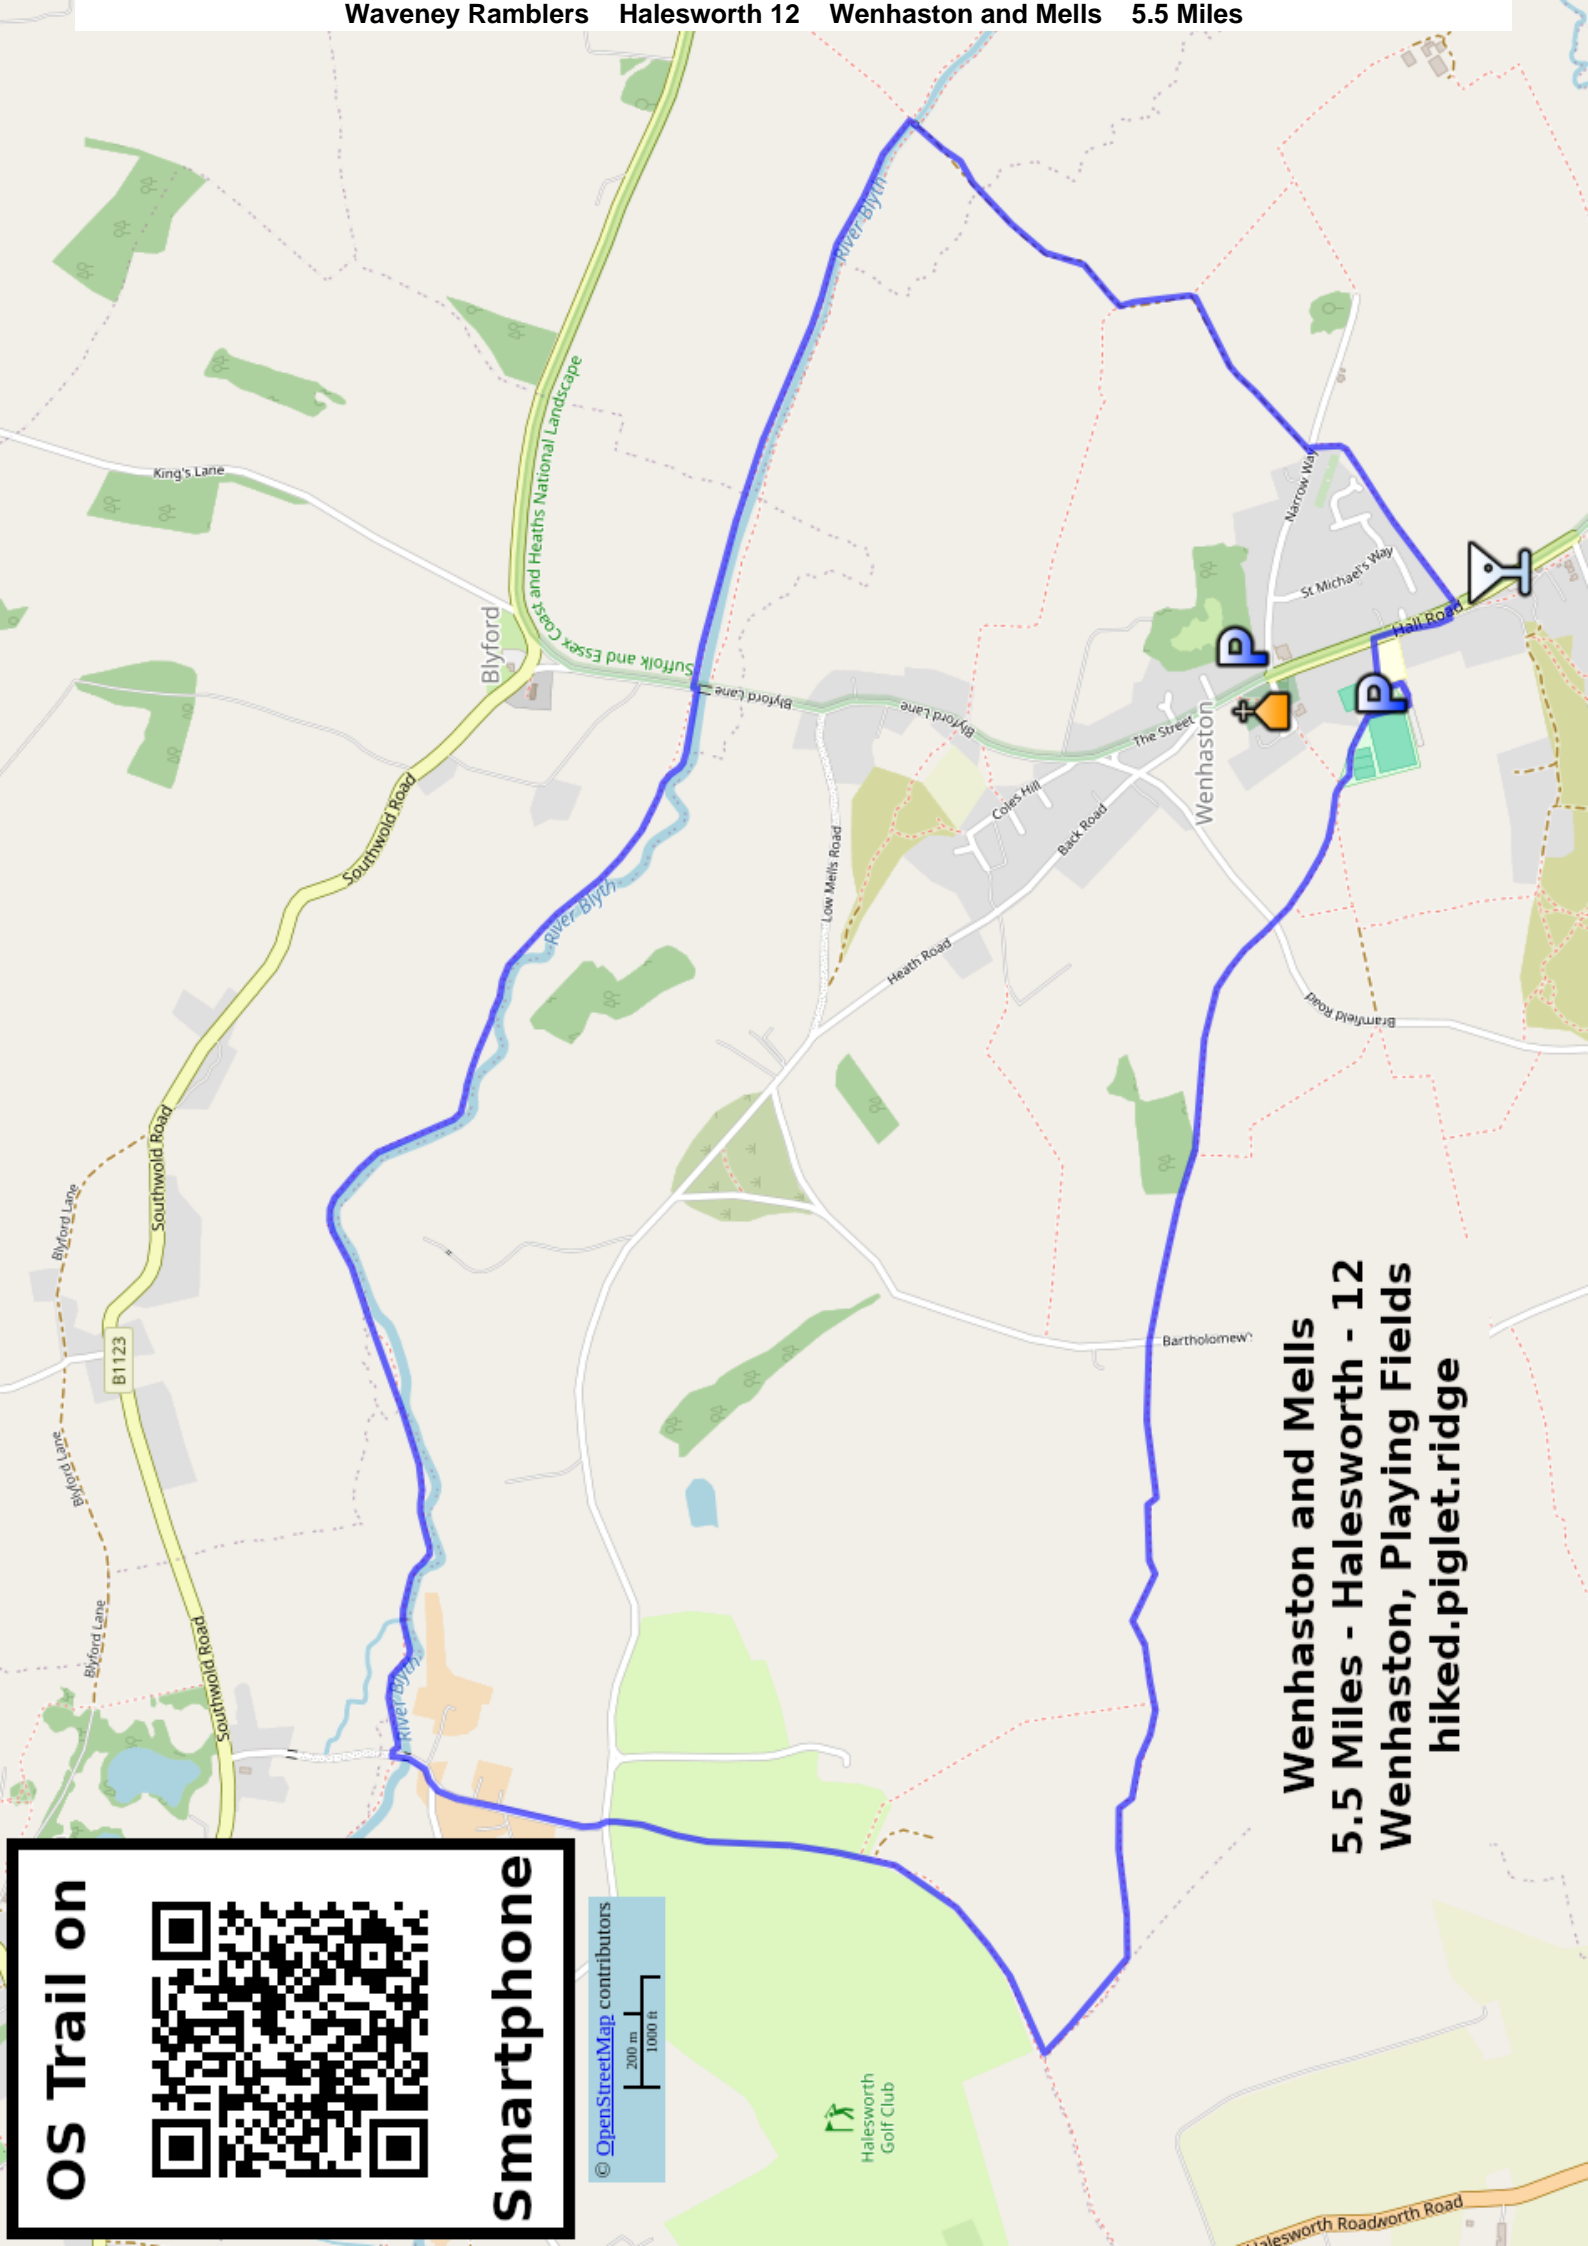 Waveney Ramblers Halesworth 12 Wenhaston and Mells 5.5 Miles
King's Lane
Suffolk and Essex Coast and Heaths National Landscape
Blyford
River Blyth
Narrow Way
St Michael's Way
Hall Road
P
P
Blyford Lane
Blyford Lane
The Street
Wenhaston
Coles Hill
Back Road
Low Mells Road
Heath Road
Bramfield Road
Southwold Road
River Blyth
Southwold Road
Blyford Lane
B1123
Blyford Lane
Blyford Lane
Southwold Road
River Blyth
Bartholomew's
Wenhaston and Mells
5.5 Miles - Halesworth - 12
Wenhaston, Playing Fields
hiked.piglet.ridge
OS Trail on
Smartphone
© OpenStreetMap contributors
200 m
1000 ft
Halesworth
Golf Club
Halesworth Roadworth Road